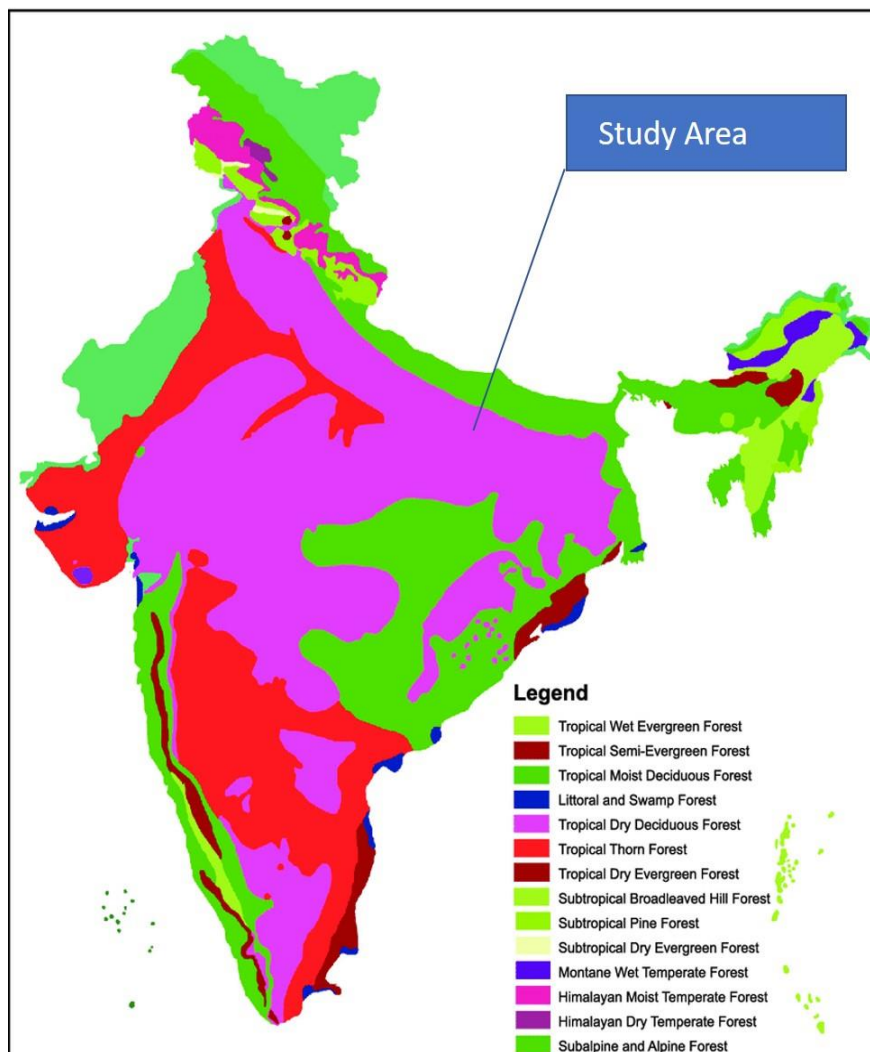 Study Area
Legend
Tropical Wet Evergreen Forest
Tropical Semi-Evergreen Forest
Tropical Moist Deciduous Forest
Littoral and Swamp Forest
Tropical Dry Deciduous Forest
Tropical Thorn Forest
Tropical Dry Evergreen Forest
Subtropical Broadleaved Hill Forest
Subtropical Pine Forest
Subtropical Dry Evergreen Forest
Montane Wet Temperate Forest
Himalayan Moist Temperate Forest
Himalayan Dry Temperate Forest
Subalpine and Alpine Forest